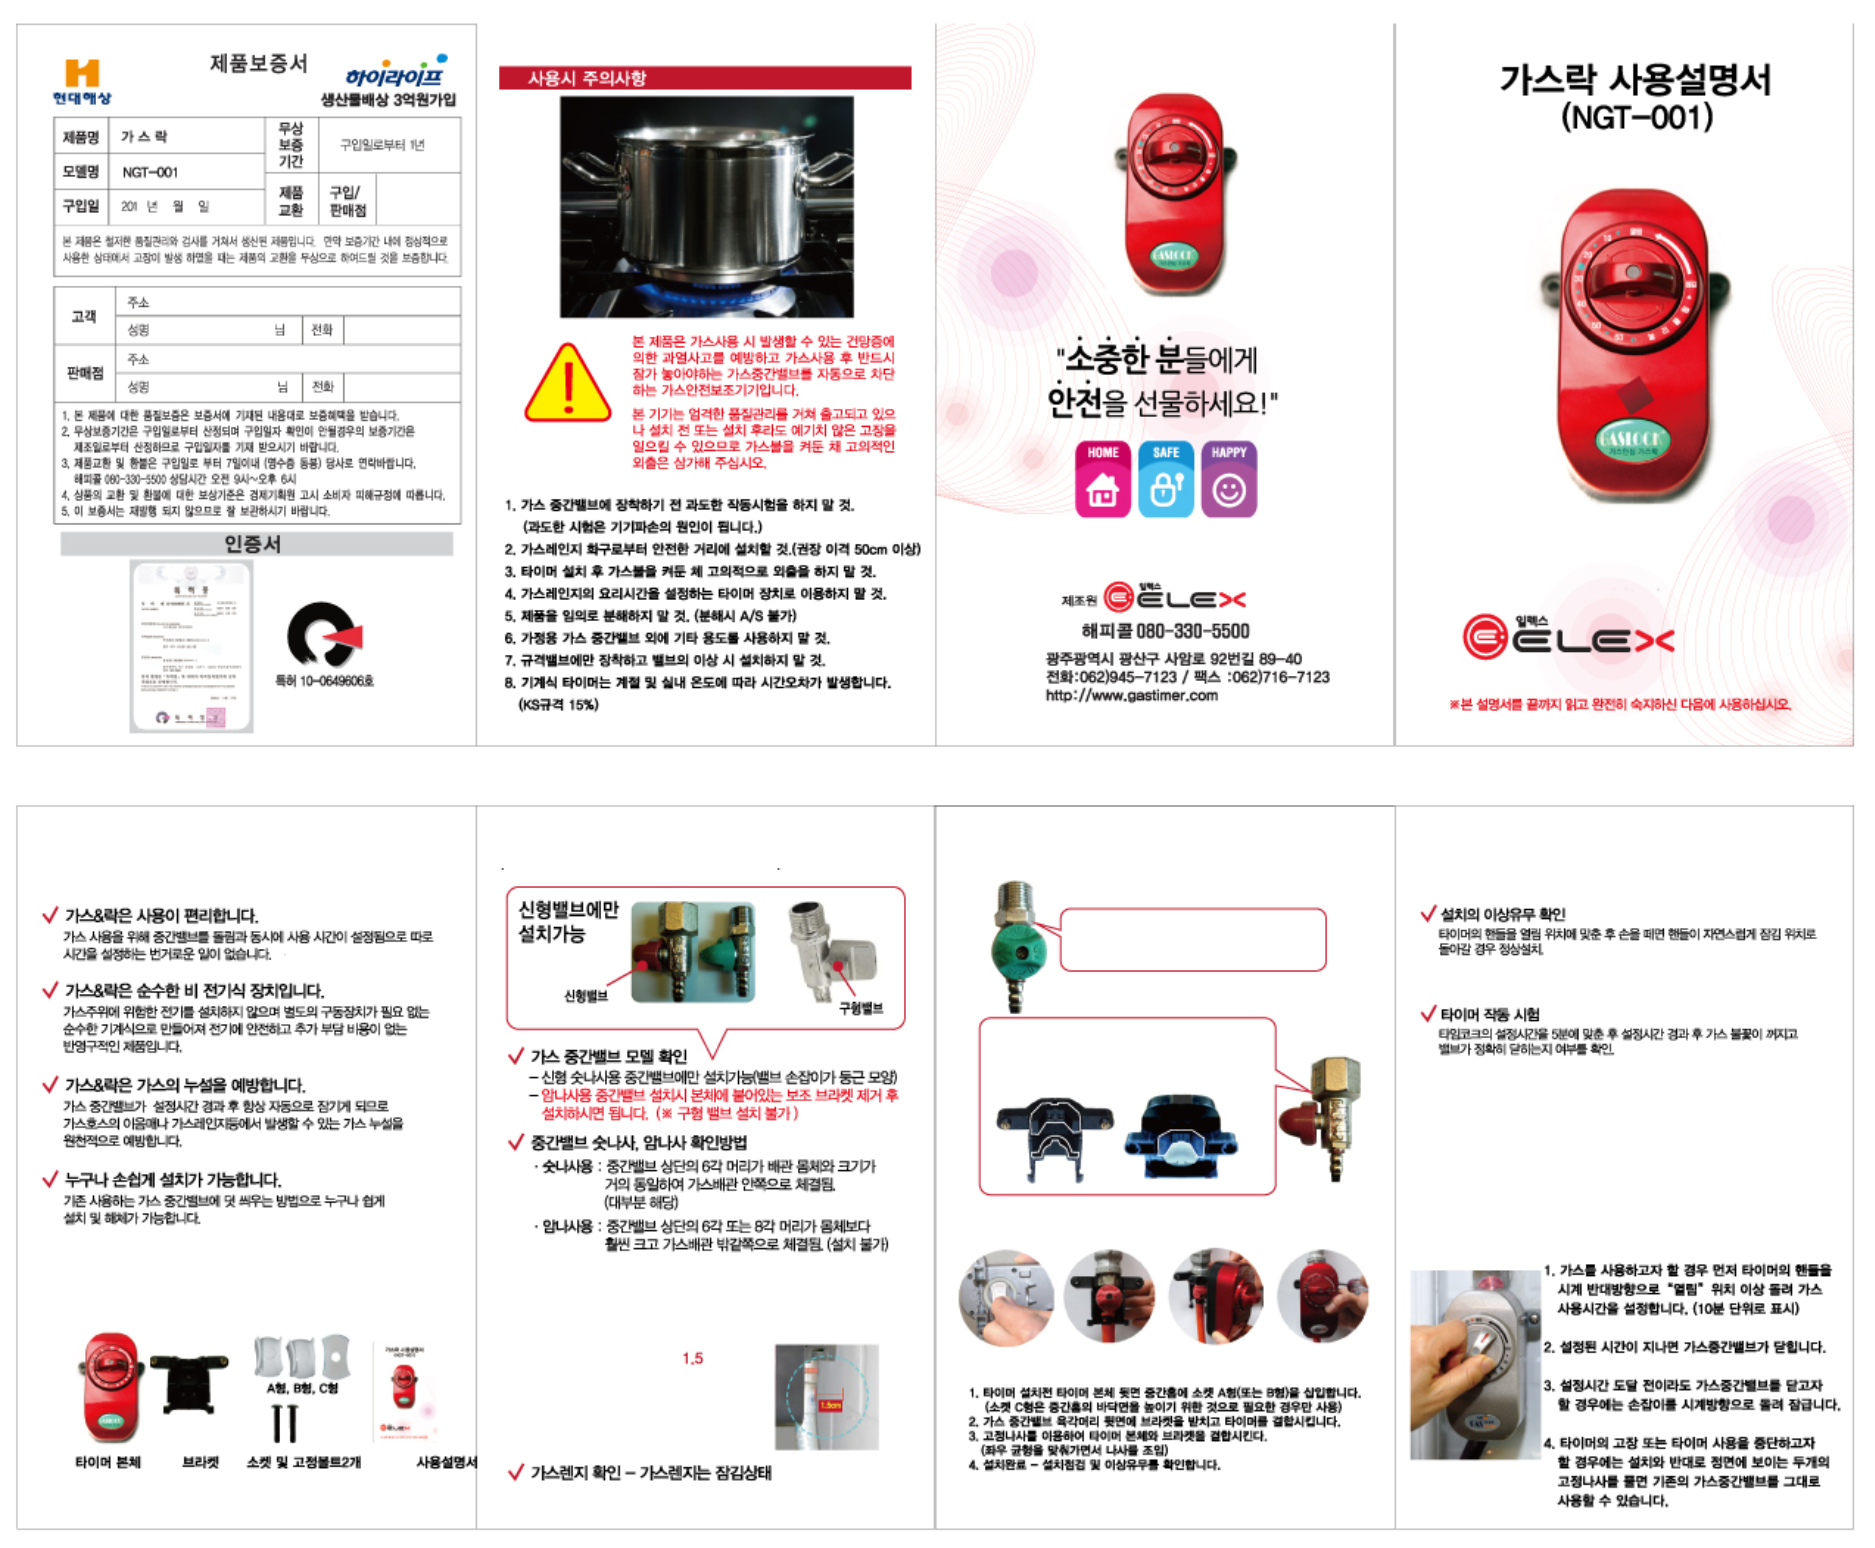 현대해상
제품보증서
하이라이프
생산물배상 3억원가입
제품명
가 스 락
무상
보증
기간
구입일로부터 1년
모델명
NGT-001
구입일
201 년 월 일
제품
교환
구입/
판매점
본 제품은 철저한 품질관리와 검사를 거쳐서 생산된 제품입니다. 만약 보증기간 내에 정상적으로
사용한 상태에서 고장이 발생 하였을 때는 제품의 교환을 무상으로 하여드릴 것을 보증합니다.
고객
주소
성명 님 전화
판매점
주소
성명 님 전화
1. 본 제품에 대한 품질보증은 보증서에 기재된 내용대로 보증혜택을 받습니다.
2. 무상보증기간은 구입일로부터 산정되며 구입일자 확인이 안될경우의 보증기간은
제조일로부터 산정하므로 구입일자를 기재 받으시기 바랍니다.
3. 제품교환 및 환불은 구입일로 부터 7일이내 (영수증 동봉) 당사로 연락바랍니다.
해피콜 080-330-5500 상담시간 오전 9시~오후 6시
4. 상품의 교환 및 환불에 대한 보상기준은 경제기획원 고시 소비자 피해규정에 따릅니다.
5. 이 보증서는 재발행 되지 않으므로 잘 보관하시기 바랍니다.
인증서
특 허 증
특허 10-0649606호
사용시 주의사항
본 제품은 가스사용 시 발생할 수 있는 건망증에
의한 과열사고를 예방하고 가스사용 후 반드시
잠가 놓아야하는 가스중간밸브를 자동으로 차단
하는 가스안전보조기기입니다.
본 기기는 엄격한 품질관리를 거쳐 출고되고 있으
나 설치 전 또는 설치 후라도 예기치 않은 고장을
일으킬 수 있으므로 가스불을 켜둔 채 고의적인
외출은 삼가해 주십시오.
1. 가스 중간밸브에 장착하기 전 과도한 작동시험을 하지 말 것.
(과도한 시험은 기기파손의 원인이 됩니다.)
2. 가스레인지 화구로부터 안전한 거리에 설치할 것.(권장 이격 50cm 이상)
3. 타이머 설치 후 가스불을 켜둔 체 고의적으로 외출을 하지 말 것.
4. 가스레인지의 요리시간을 설정하는 타이머 장치로 이용하지 말 것.
5. 제품을 임의로 분해하지 말 것. (분해시 A/S 불가)
6. 가정용 가스 중간밸브 외에 기타 용도를 사용하지 말 것.
7. 규격밸브에만 장착하고 밸브의 이상 시 설치하지 말 것.
8. 기계식 타이머는 계절 및 실내 온도에 따라 시간오차가 발생합니다.
(KS규격 15%)
GASLOCK
"소중한 분들에게
안전을 선물하세요!"
HOME SAFE HAPPY
제조원 일렉스 ELEX
해피콜 080-330-5500
광주광역시 광산구 사암로 92번길 89-40
전화:062)945-7123 / 팩스 :062)716-7123
http://www.gastimer.com
가스락 사용설명서
(NGT-001)
GASLOCK
가스안심 가스락
일렉스
ELEX
※본 설명서를 끝까지 읽고 완전히 숙지하신 다음에 사용하십시오.
가스&락은 사용이 편리합니다.
가스 사용을 위해 중간밸브를 돌림과 동시에 사용 시간이 설정됨으로 따로
시간을 설정하는 번거로운 일이 없습니다.
가스&락은 순수한 비 전기식 장치입니다.
가스주위에 위험한 전기를 설치하지 않으며 별도의 구동장치가 필요 없는
순수한 기계식으로 만들어져 전기에 안전하고 추가 부담 비용이 없는
반영구적인 제품입니다.
가스&락은 가스의 누설을 예방합니다.
가스 중간밸브가 설정시간 경과 후 항상 자동으로 잠기게 되므로
가스호스의 이음매나 가스레인지등에서 발생할 수 있는 가스 누설을
원천적으로 예방합니다.
누구나 손쉽게 설치가 가능합니다.
기존 사용하는 가스 중간밸브에 덧 씌우는 방법으로 누구나 쉽게
설치 및 해체가 가능합니다.
A형, B형, C형
가스락 사용설명서
ELEX
타이머 본체
브라켓
소켓 및 고정볼트2개
사용설명서
신형밸브에만
설치가능
신형밸브
구형밸브
가스 중간밸브 모델 확인
- 신형 숫나사용 중간밸브에만 설치가능(밸브 손잡이가 둥근 모양)
- 암나사용 중간밸브 설치시 본체에 붙어있는 보조 브라켓 제거 후
설치하시면 됩니다. (※ 구형 밸브 설치 불가)
중간밸브 숫나사, 암나사 확인방법
· 숫나사용 : 중간밸브 상단의 6각 머리가 배관 몸체와 크기가
거의 동일하여 가스배관 안쪽으로 체결됨.
(대부분 해당)
· 암나사용 : 중간밸브 상단의 6각 또는 8각 머리가 몸체보다
훨씬 크고 가스배관 밖같쪽으로 체결됨. (설치 불가)
1.5
1.5cm
가스렌지 확인 - 가스렌지는 잠김상태
1. 타이머 설치전 타이머 본체 뒷면 중간홈에 소켓 A형(또는 B형)을 삽입합니다.
(소켓 C형은 중간홈의 바닥면을 높이기 위한 것으로 필요한 경우만 사용)
2. 가스 중간밸브 육각머리 뒷면에 브라켓을 받치고 타이머를 결합시킵니다.
3. 고정나사를 이용하여 타이머 본체와 브라켓을 결합시킨다.
(좌우 균형을 맞춰가면서 나사를 조임)
4. 설치완료 - 설치점검 및 이상유무를 확인합니다.
설치의 이상유무 확인
타이머의 핸들을 열림 위치에 맞춘 후 손을 떼면 핸들이 자연스럽게 잠김 위치로
돌아갈 경우 정상설치.
타이머 작동 시험
타임코크의 설정시간을 5분에 맞춘 후 설정시간 경과 후 가스 불꽃이 꺼지고
밸브가 정확히 닫히는지 여부를 확인.
1. 가스를 사용하고자 할 경우 먼저 타이머의 핸들을
시계 반대방향으로 "열림" 위치 이상 돌려 가스
사용시간을 설정합니다. (10분 단위로 표시)
2. 설정된 시간이 지나면 가스중간밸브가 닫힙니다.
3. 설정시간 도달 전이라도 가스중간밸브를 닫고자
할 경우에는 손잡이를 시계방향으로 돌려 잠급니다.
4. 타이머의 고장 또는 타이머 사용을 중단하고자
할 경우에는 설치와 반대로 정면에 보이는 두개의
고정나사를 풀면 기존의 가스중간밸브를 그대로
사용할 수 있습니다.